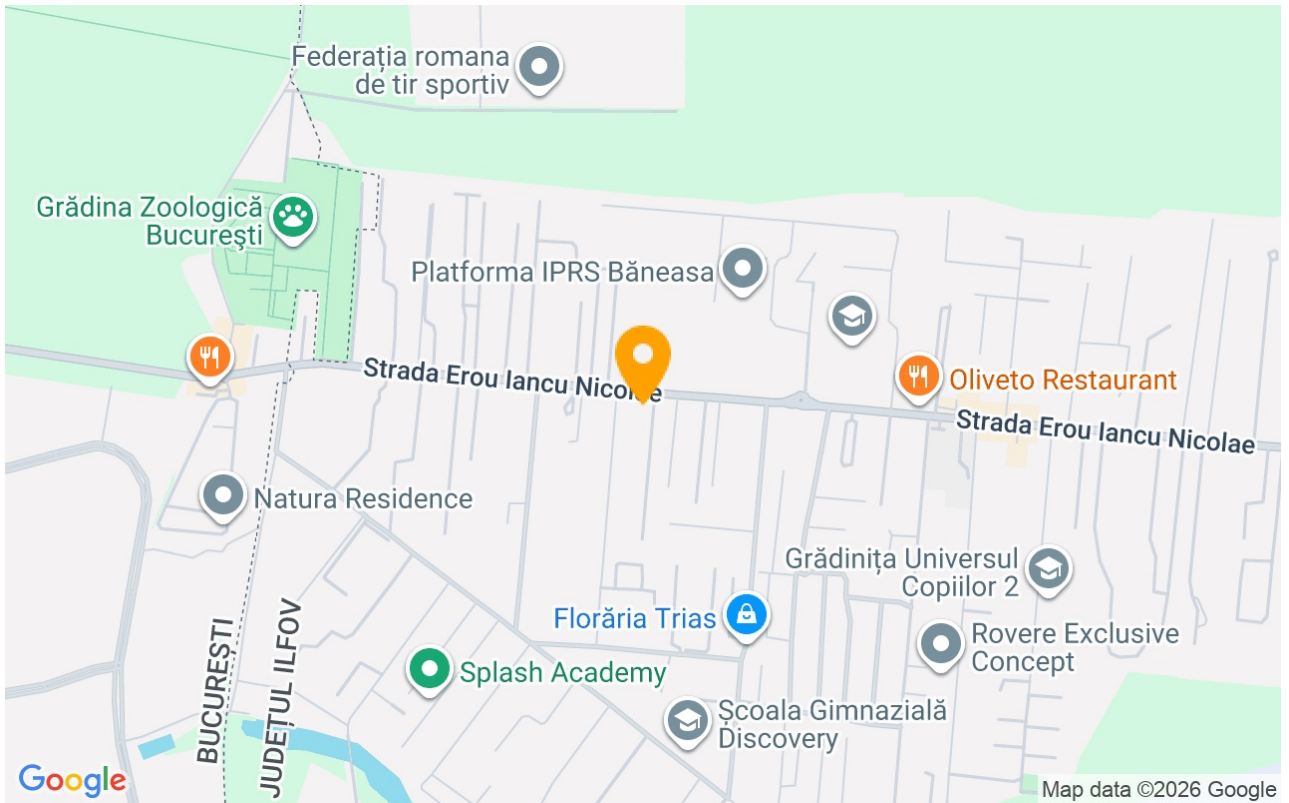 Federația romana
de tir sportiv
Grădina Zoologică
București
Platforma IPRS Băneasa
Strada Erou Iancu Nicolae
Oliveto Restaurant
Strada Erou Iancu Nicolae
Natura Residence
Grădinița Universul
Copiilor 2
Florăria Trias
Rovere Exclusive
Concept
BUCUREȘTI
JUDEȚUL ILFOV
Splash Academy
Școala Gimnazială
Discovery
Google
Map data ©2026 Google